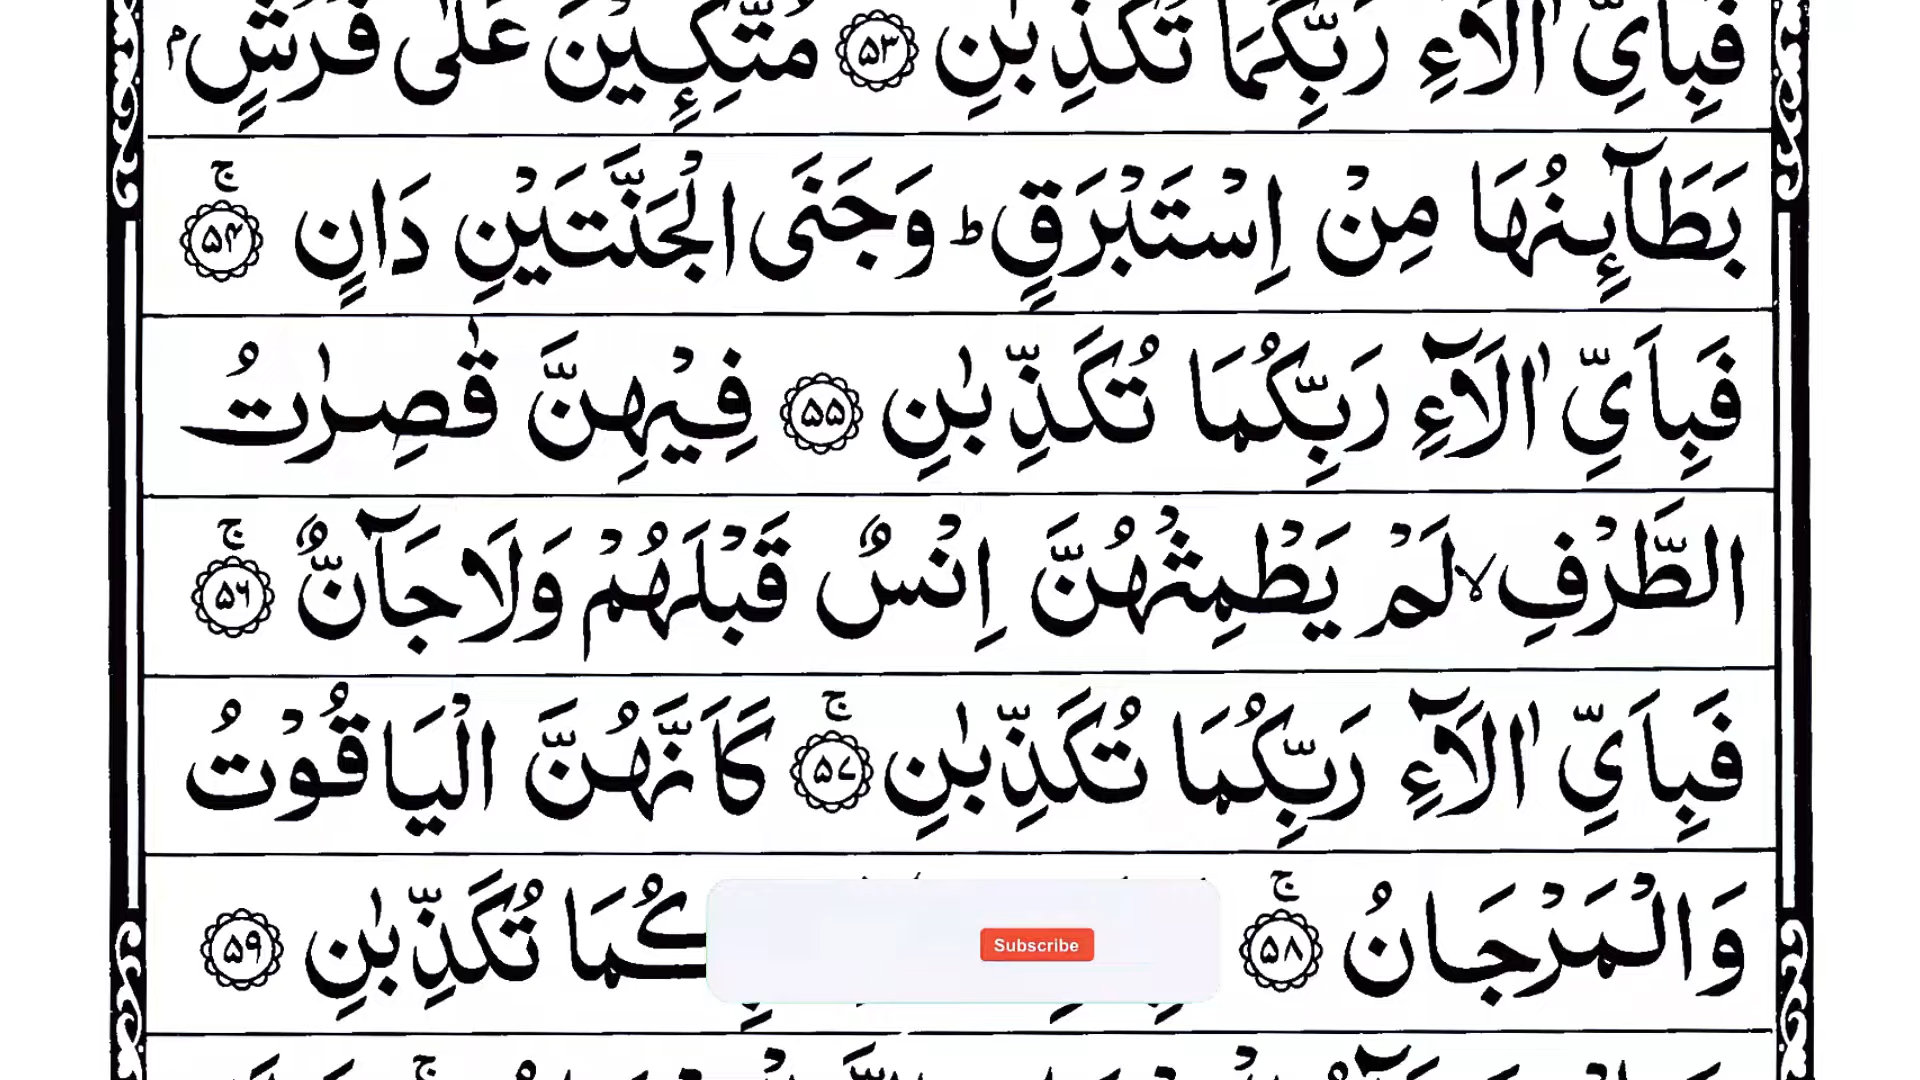 فَبِاَيِّ اٰلَآءِ رَبِّكُمَا تُكَذِّبٰنِ ۵۳ مُتَّكِـِٕيْنَ عَلٰى فُرُشٍۭ
بَطَآىِٕنُهَا مِنْ اِسْتَبْرَقٍ ؕ وَجَنَى الْجَنَّتَيْنِ دَانٍ ۚ ۵۴
فَبِاَيِّ اٰلَآءِ رَبِّكُمَا تُكَذِّبٰنِ ۵۵ فِيْهِنَّ قٰصِرٰتُ
الطَّرْفِ ۙ لَمْ يَطْمِثْهُنَّ اِنْسٌ قَبْلَهُمْ وَلَا جَآنٌّ ۚ ۵۶
فَبِاَيِّ اٰلَآءِ رَبِّكُمَا تُكَذِّبٰنِ ۚ ۵۷ كَاَنَّهُنَّ الْيَاقُوْتُ
وَالْمَرْجَانُ ۚ ۵۸ تُكَذِّبٰنِ ۵۹
Subscribe